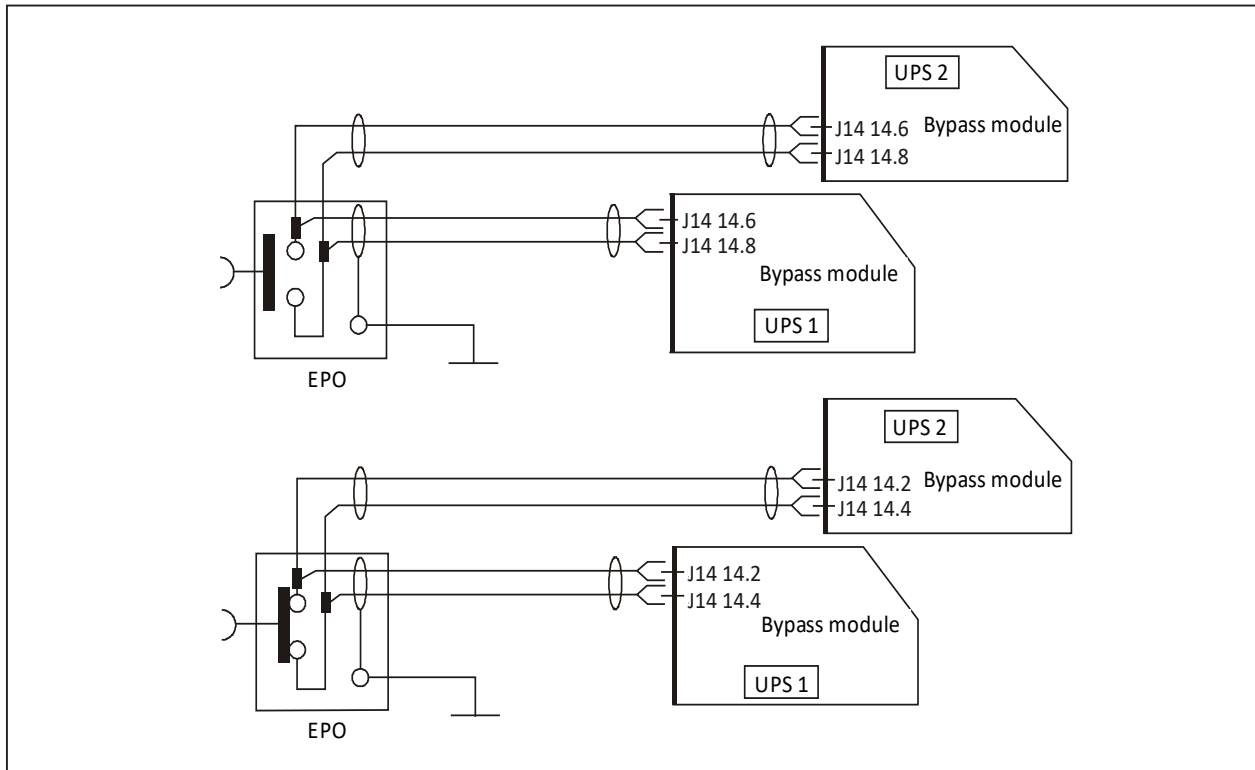 UPS 2
J14 14.6
Bypass module
J14 14.8
J14 14.6
J14 14.8
Bypass module
UPS 1
EPO
UPS 2
J14 14.2
Bypass module
J14 14.4
J14 14.2
J14 14.4
Bypass module
UPS 1
EPO